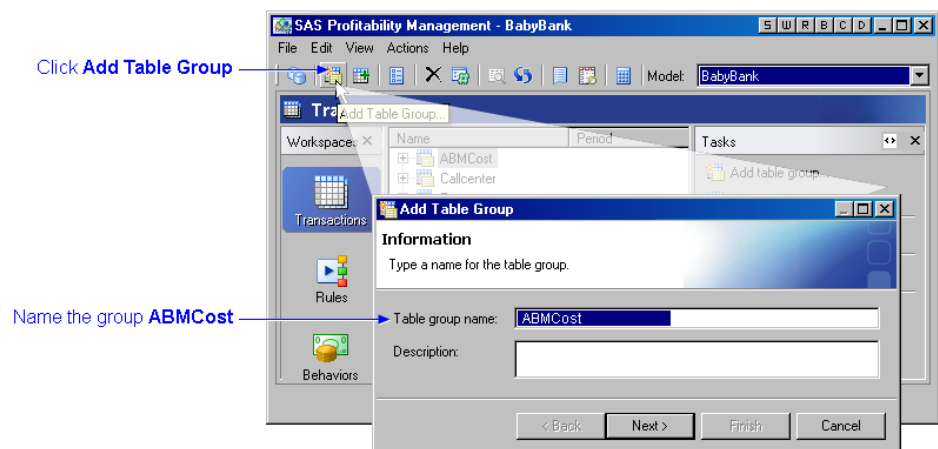 SAS Profitability Management - BabyBank
S U R B C D
File Edit View Actions Help
Click Add Table Group
Model: BabyBank
Tra
Add Table Group...
Workspaces
Name Period
Tasks
ABMCost
Add table group...
Callcenter
Transactions
Add Table Group
Information
Type a name for the table group.
Rules
Name the group ABMCost
Table group name: ABMCost
Description:
Behaviors
< Back Next > Finish Cancel